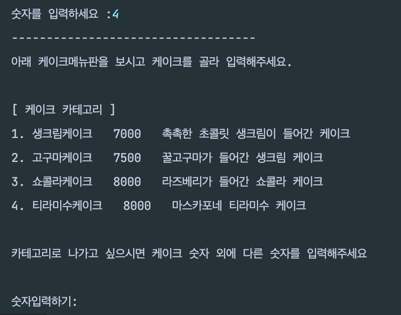 숫자를 입력하세요 :4
-----------------------------------
아래 케이크메뉴판을 보시고 케이크를 골라 입력해주세요.
[ 케이크 카테고리 ]
1. 생크림케이크 7000 촉촉한 초콜릿 생크림이 들어간 케이크
2. 고구마케이크 7500 꿀고구마가 들어간 생크림 케이크
3. 쇼콜라케이크 8000 라즈베리가 들어간 쇼콜라 케이크
4. 티라미수케이크 8000 마스카포네 티라미수 케이크
카테고리로 나가고 싶으시면 케이크 숫자 외에 다른 숫자를 입력해주세요
숫자입력하기: